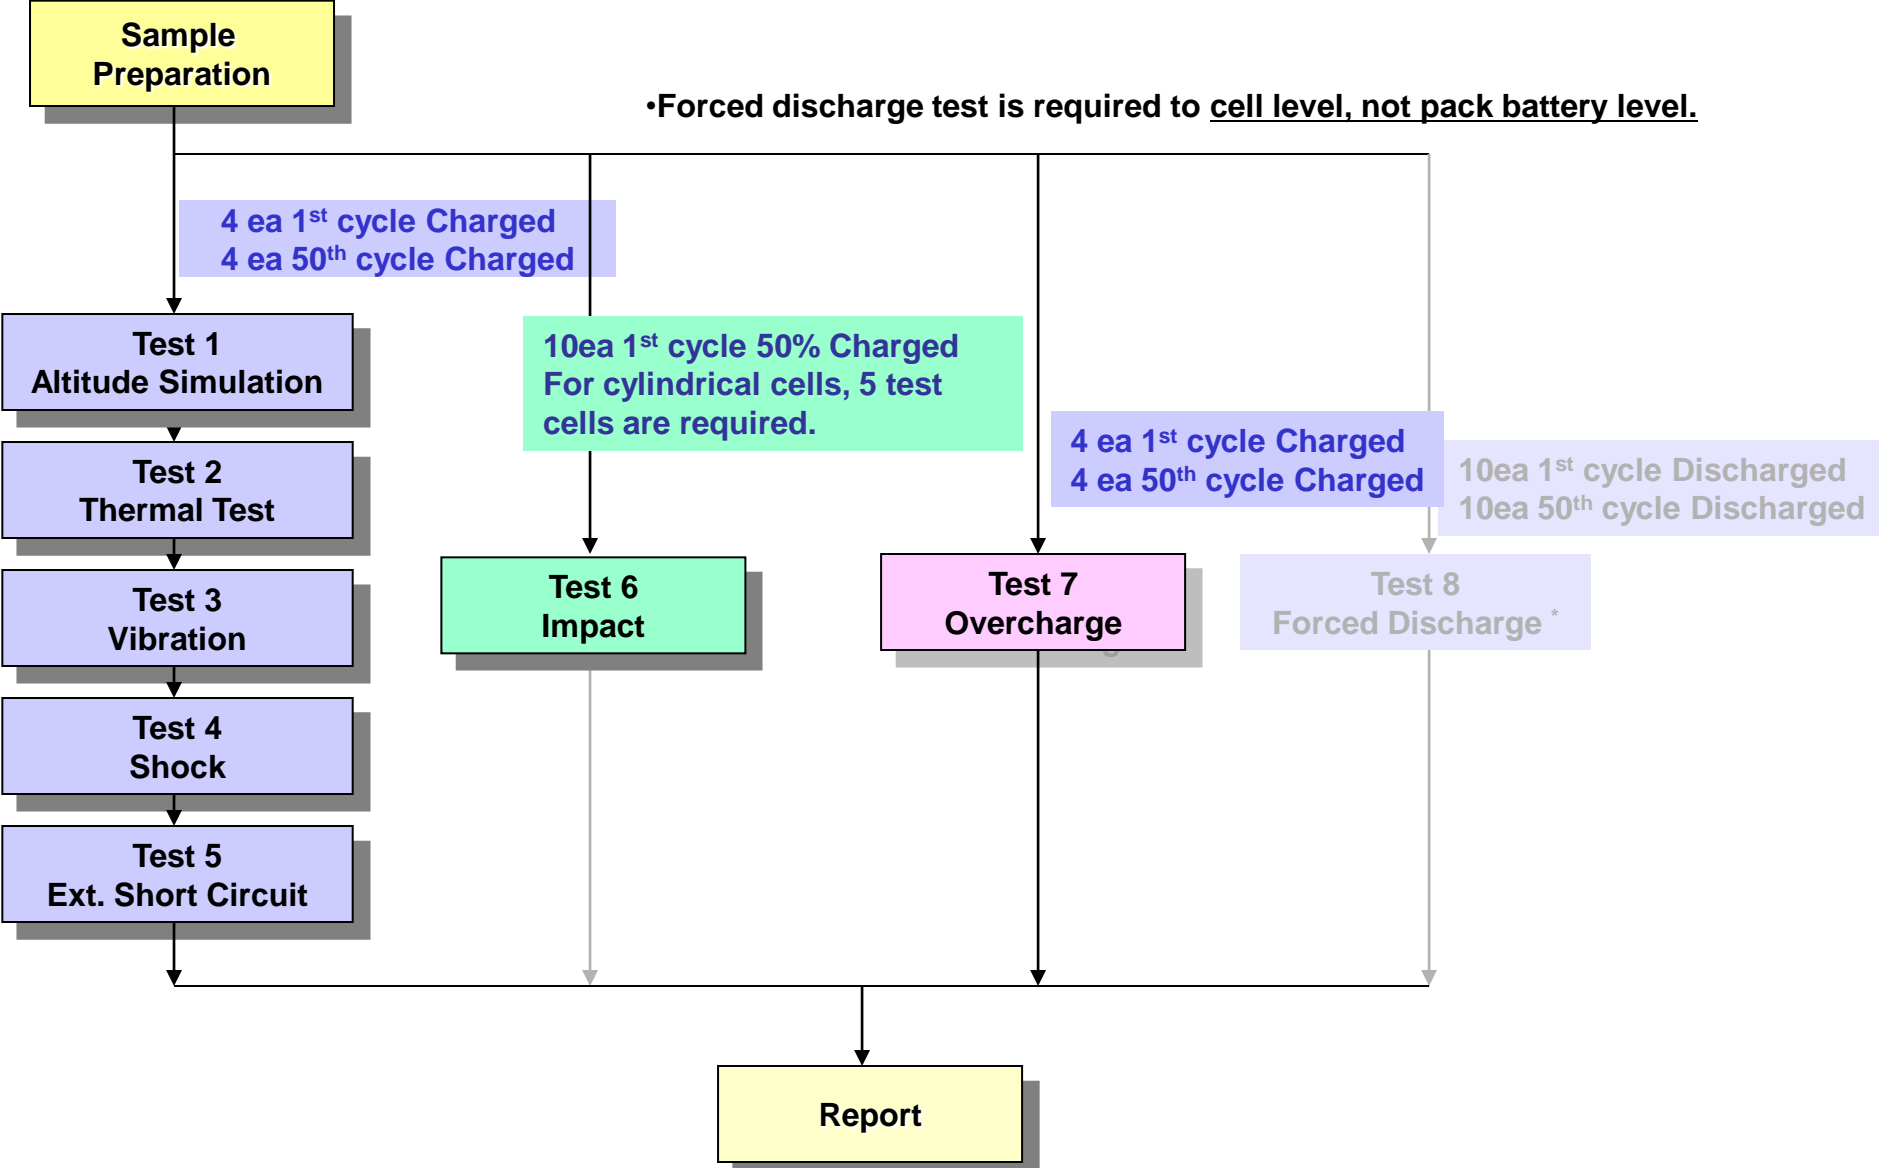 Sample
Preparation
•Forced discharge test is required to cell level, not pack battery level.
4 ea 1st cycle Charged
4 ea 50th cycle Charged
Test 1
Altitude Simulation
10ea 1st cycle 50% Charged
For cylindrical cells, 5 test
cells are required.
4 ea 1st cycle Charged
4 ea 50th cycle Charged
10ea 1st cycle Discharged
10ea 50th cycle Discharged
Test 2
Thermal Test
Test 3
Vibration
Test 6
Impact
Test 7
Overcharge
Test 8
Forced Discharge *
Test 4
Shock
Test 5
Ext. Short Circuit
Report